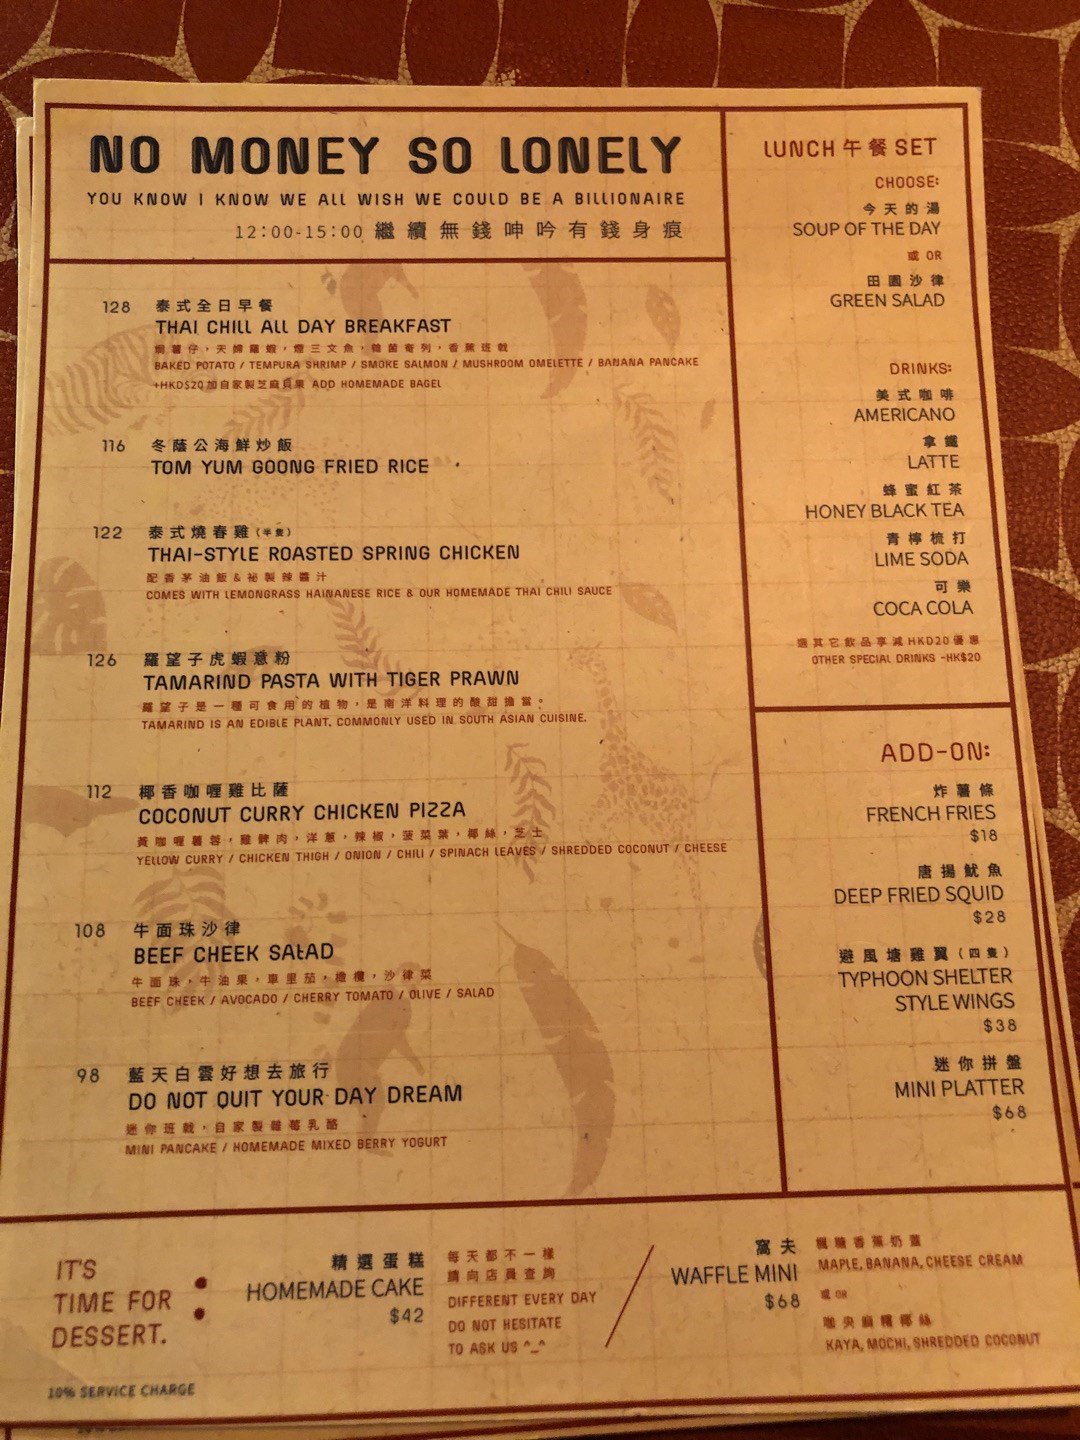 NO MONEY SO LONELY
YOU KNOW I KNOW WE ALL WISH WE COULD BE A BILLIONAIRE
12:00-15:00 繼續無錢呻吟有錢身痕
128 泰式全日早餐
THAI CHILL ALL DAY BREAKFAST
焗薯仔，天婦羅蝦，煙三文魚，雜菌奄列，香蕉班戟
BAKED POTATO / TEMPURA SHRIMP / SMOKE SALMON / MUSHROOM OMELETTE / BANANA PANCAKE
+HKD$20加自家製芝麻貝果 ADD HOMEMADE BAGEL
116 冬蔭公海鮮炒飯
TOM YUM GOONG FRIED RICE
122 泰式燒春雞（半隻）
THAI-STYLE ROASTED SPRING CHICKEN
配香茅油飯&祕製辣醬汁
COMES WITH LEMONGRASS HAINANESE RICE & OUR HOMEMADE THAI CHILI SAUCE
126 羅望子虎蝦意粉
TAMARIND PASTA WITH TIGER PRAWN
羅望子是一種可食用的植物，是南洋料理的酸甜擔當。
TAMARIND IS AN EDIBLE PLANT, COMMONLY USED IN SOUTH ASIAN CUISINE.
112 椰香咖喱雞比薩
COCONUT CURRY CHICKEN PIZZA
黃咖喱薯蓉，雞髀肉，洋蔥，辣椒，菠菜葉，椰絲，芝士
YELLOW CURRY / CHICKEN THIGH / ONION / CHILI / SPINACH LEAVES / SHREDDED COCONUT / CHEESE
108 牛面珠沙律
BEEF CHEEK SALAD
牛面珠，牛油果，車里茄，橄欖，沙律菜
BEEF CHEEK / AVOCADO / CHERRY TOMATO / OLIVE / SALAD
98 藍天白雲好想去旅行
DO NOT QUIT YOUR DAY DREAM
迷你班戟，自家製雜莓乳酪
MINI PANCAKE / HOMEMADE MIXED BERRY YOGURT
LUNCH 午餐 SET
CHOOSE:
今天的湯
SOUP OF THE DAY
或 OR
田園沙律
GREEN SALAD
DRINKS:
美式咖啡
AMERICANO
拿鐵
LATTE
蜂蜜紅茶
HONEY BLACK TEA
青檸梳打
LIME SODA
可樂
COCA COLA
選其它飲品享減HKD20優惠
OTHER SPECIAL DRINKS -HK$20
ADD-ON:
炸薯條
FRENCH FRIES
$18
唐揚魷魚
DEEP FRIED SQUID
$28
避風塘雞翼（四隻）
TYPHOON SHELTER
STYLE WINGS
$38
迷你拼盤
MINI PLATTER
$68
IT'S
TIME FOR
DESSERT.
:
精選蛋糕
HOMEMADE CAKE
$42
每天都不一樣
請向店員查詢
DIFFERENT EVERY DAY
DO NOT HESITATE
TO ASK US ^_^
/
窩夫
WAFFLE MINI
$68
楓糖香蕉奶蓋
MAPLE, BANANA, CHEESE CREAM
或 OR
咖央麻糬椰絲
KAYA, MOCHI, SHREDDED COCONUT
10% SERVICE CHARGE